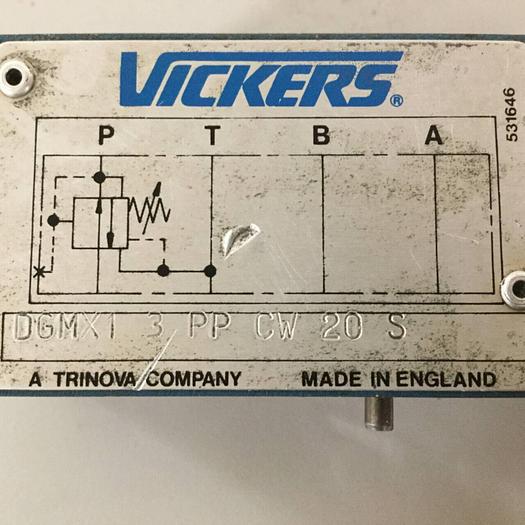 VICKERS®
531646
P T B A
DGMX1 3 PP CW 20 S
A TRINOVA COMPANY MADE IN ENGLAND